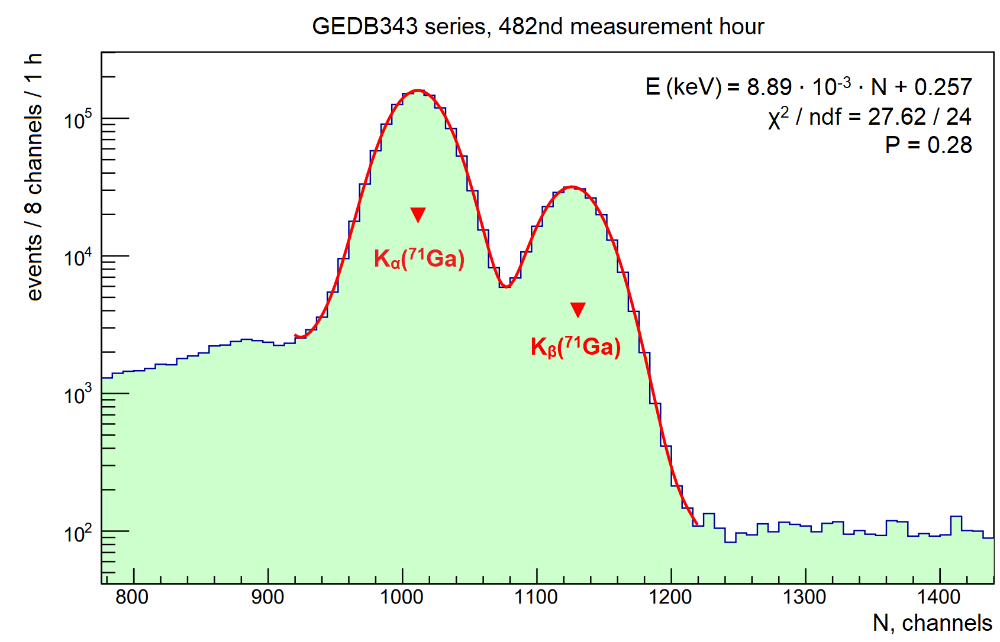 GEDB343 series, 482nd measurement hour
events / 8 channels / 1 h
E (keV) = 8.89 · 10⁻³ · N + 0.257
χ² / ndf = 27.62 / 24
P = 0.28
10⁵
10⁴
10³
10²
Kα(⁷¹Ga)
Kβ(⁷¹Ga)
800 900 1000 1100 1200 1300 1400
N, channels